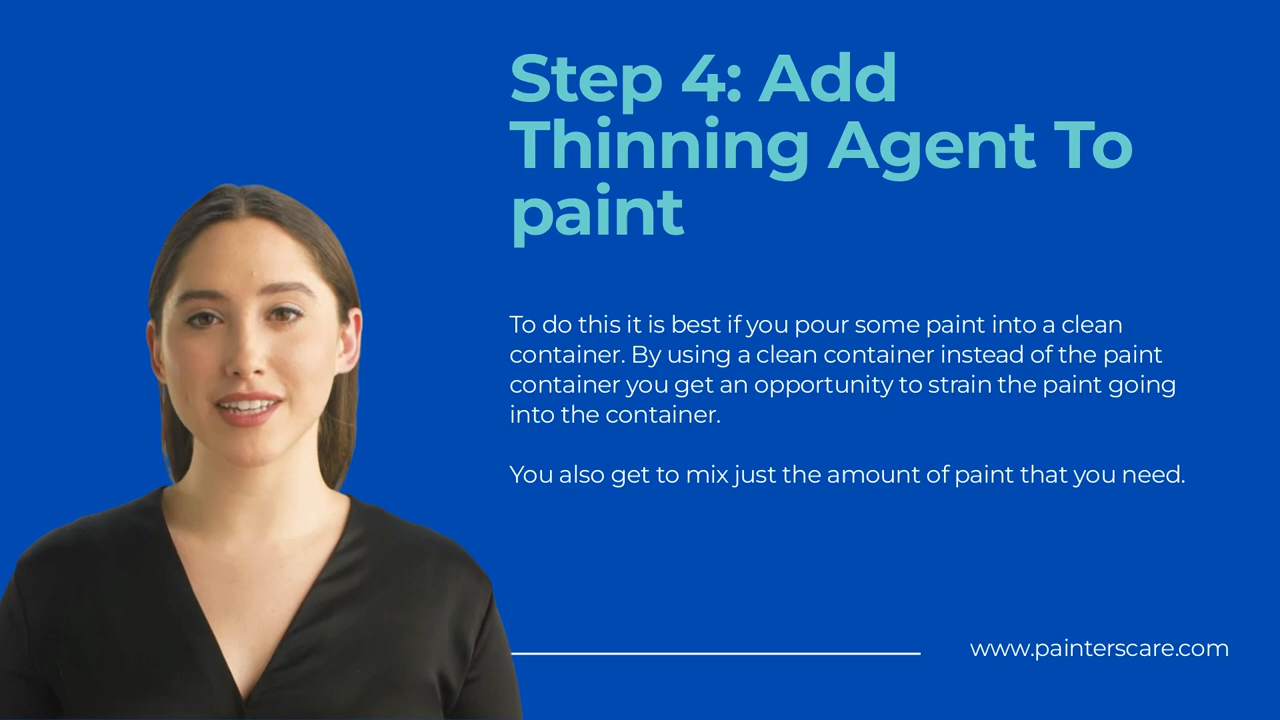 Step 4: Add
Thinning Agent To
paint
To do this it is best if you pour some paint into a clean
container. By using a clean container instead of the paint
container you get an opportunity to strain the paint going
into the container.
You also get to mix just the amount of paint that you need.
www.painterscare.com